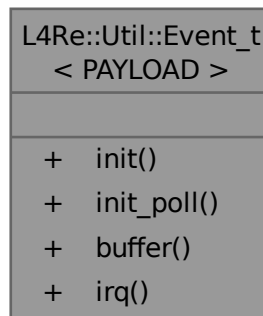 L4Re::Util::Event_t
< PAYLOAD >
+ init()
+ init_poll()
+ buffer()
+ irq()